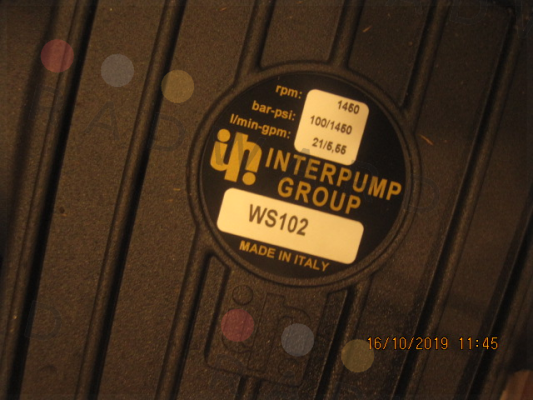 rpm: 1450
bar-psi: 100/1450
l/min-gpm: 21/5,55
INTERPUMP
GROUP
WS102
MADE IN ITALY
16/10/2019 11:45